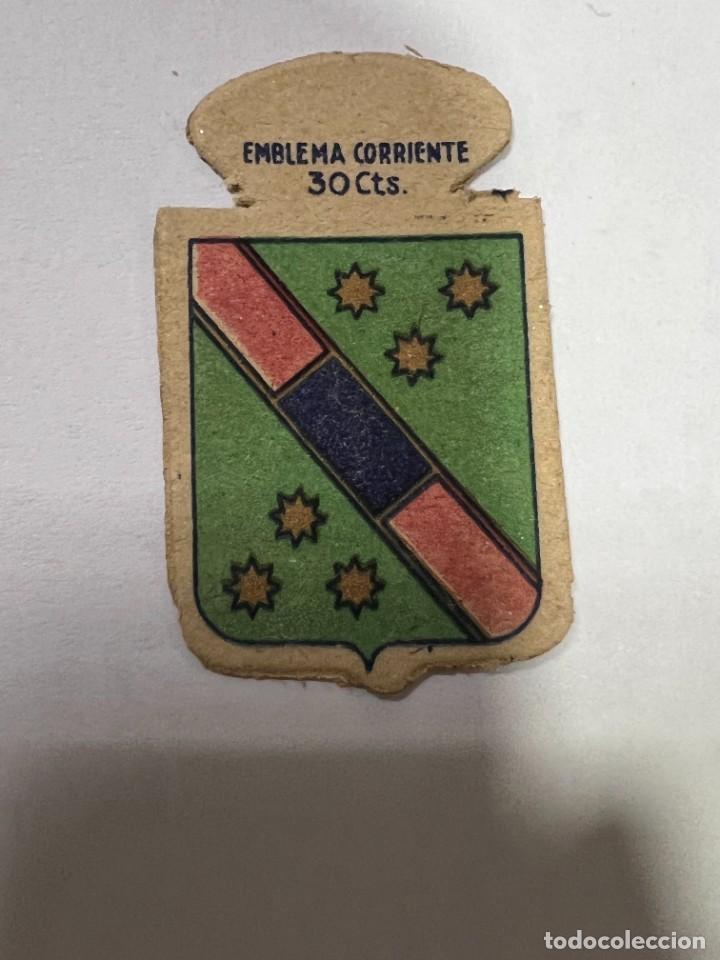 EMBLEMA CORRIENTE
30 Cts.
todocoleccion